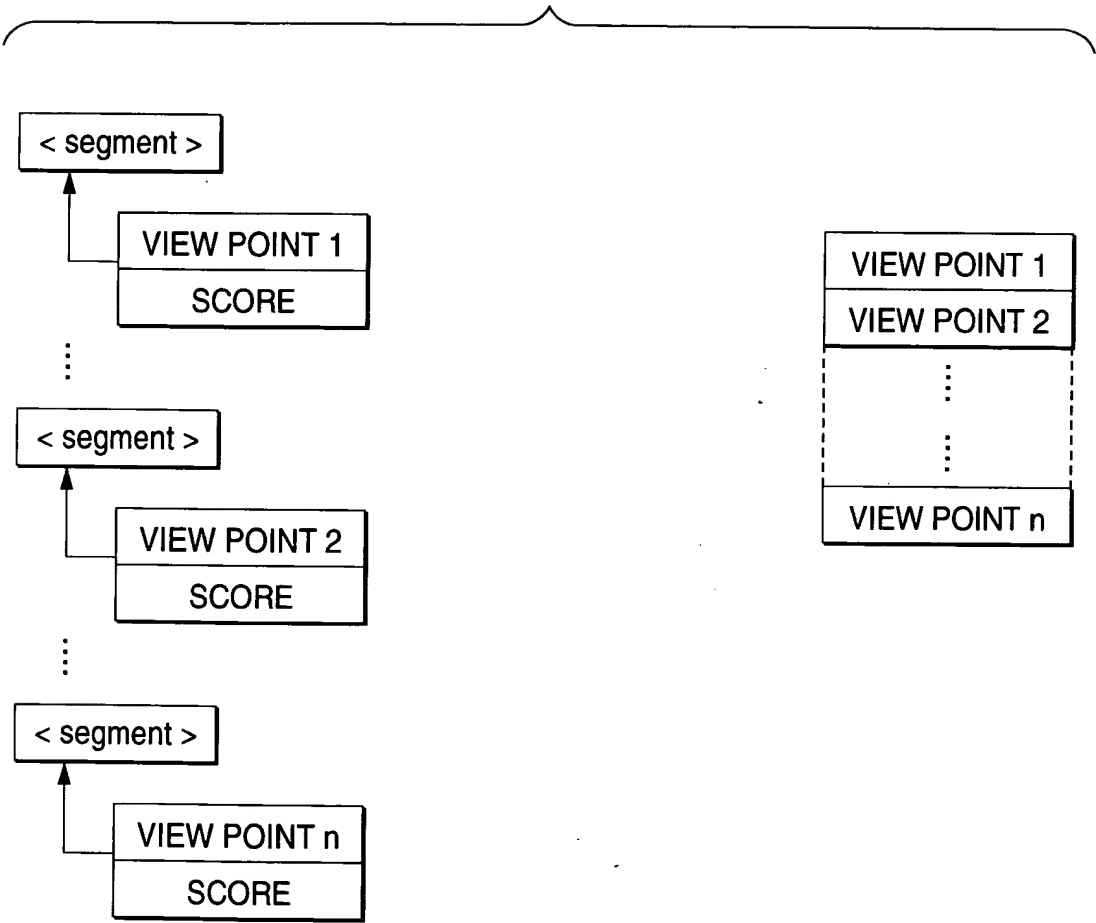 < segment >
VIEW POINT 1
SCORE
< segment >
VIEW POINT 2
SCORE
< segment >
VIEW POINT n
SCORE
VIEW POINT 1
VIEW POINT 2
VIEW POINT n